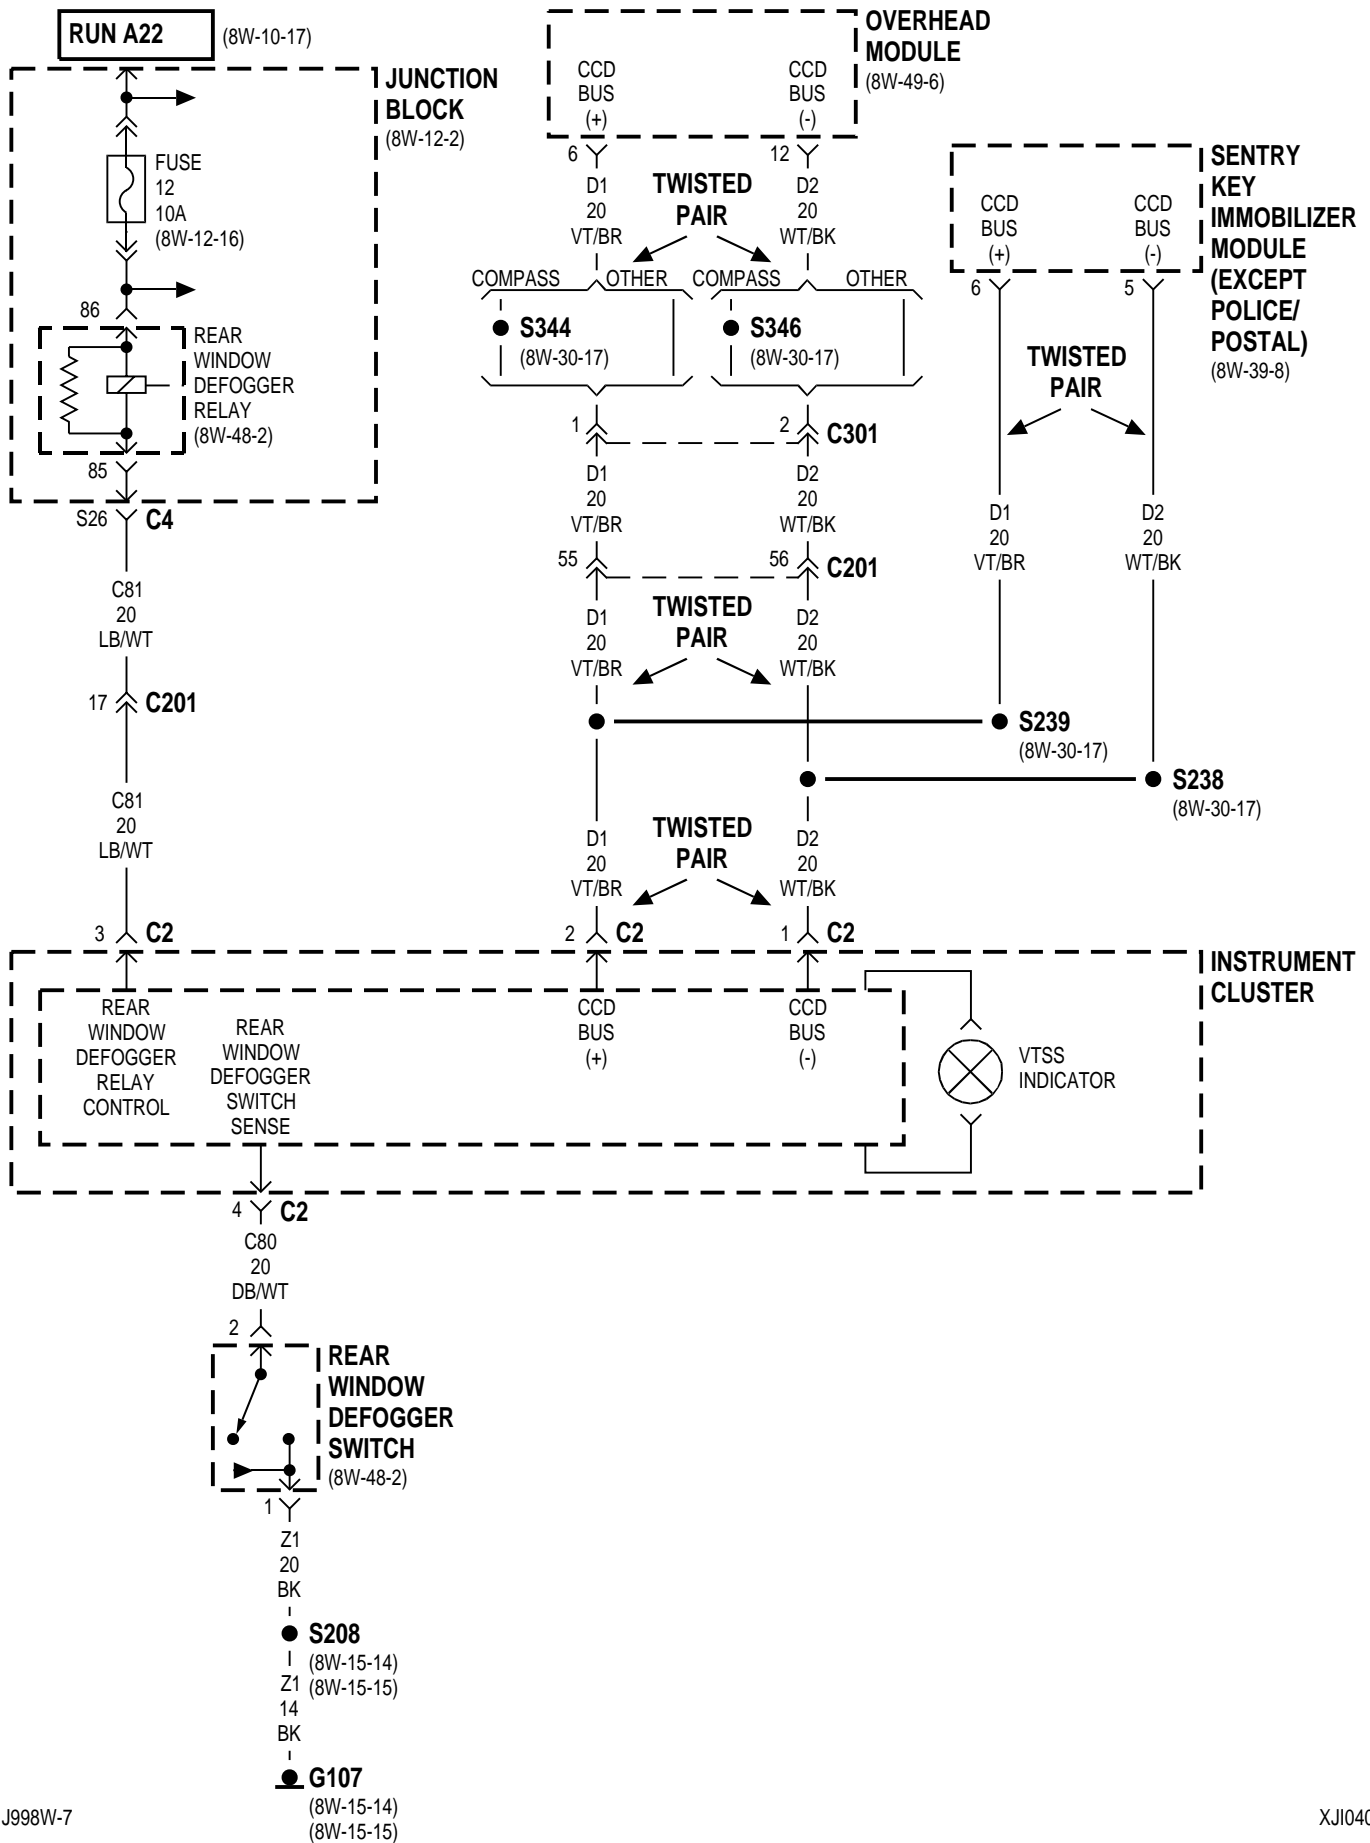 RUN A22
(8W-10-17)
JUNCTION
BLOCK
(8W-12-2)
FUSE
12
10A
(8W-12-16)
86
REAR
WINDOW
DEFOGGER
RELAY
(8W-48-2)
85
S26
C4
C81
20
LB/WT
17
C201
C81
20
LB/WT
3
C2
OVERHEAD
MODULE
(8W-49-6)
CCD
BUS
(+)
CCD
BUS
(-)
6
12
D1
20
VT/BR
TWISTED
PAIR
D2
20
WT/BK
COMPASS
OTHER
COMPASS
OTHER
S344
(8W-30-17)
S346
(8W-30-17)
1
2
C301
D1
20
VT/BR
D2
20
WT/BK
55
56
C201
D1
20
VT/BR
TWISTED
PAIR
D2
20
WT/BK
SENTRY
KEY
IMMOBILIZER
MODULE
(EXCEPT
POLICE/
POSTAL)
(8W-39-8)
CCD
BUS
(+)
CCD
BUS
(-)
6
5
TWISTED
PAIR
D1
20
VT/BR
D2
20
WT/BK
S239
(8W-30-17)
S238
(8W-30-17)
D1
20
VT/BR
TWISTED
PAIR
D2
20
WT/BK
2
C2
1
C2
INSTRUMENT
CLUSTER
REAR
WINDOW
DEFOGGER
RELAY
CONTROL
REAR
WINDOW
DEFOGGER
SWITCH
SENSE
CCD
BUS
(+)
CCD
BUS
(-)
VTSS
INDICATOR
4
C2
C80
20
DB/WT
2
REAR
WINDOW
DEFOGGER
SWITCH
(8W-48-2)
1
Z1
20
BK
S208
(8W-15-14)
(8W-15-15)
Z1
14
BK
G107
(8W-15-14)
(8W-15-15)
J998W-7
XJI040